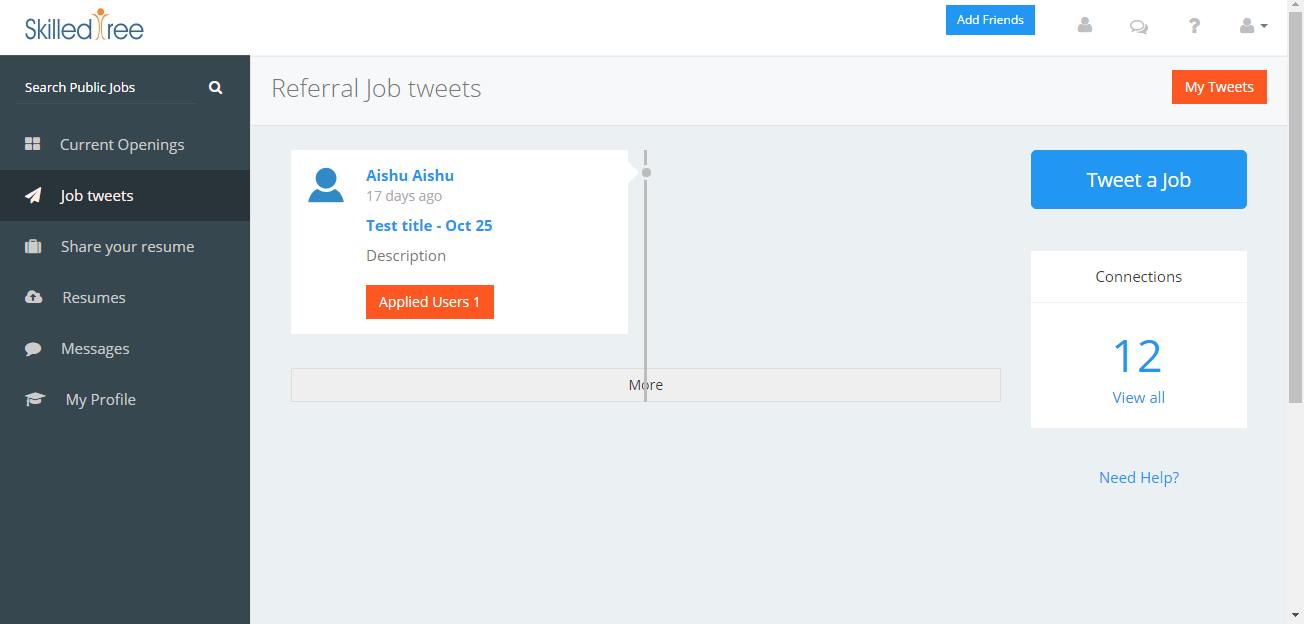 SkilledTree
Add Friends
?
Search Public Jobs
Referral Job tweets
My Tweets
Current Openings
Job tweets
Share your resume
Resumes
Messages
My Profile
Aishu Aishu
17 days ago
Test title - Oct 25
Description
Applied Users 1
More
Tweet a Job
Connections
12
View all
Need Help?